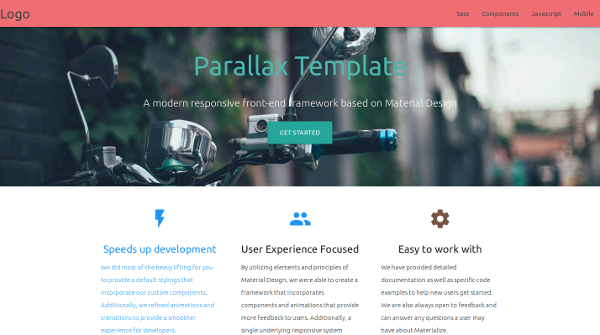 Logo
Sass Components Javascript Mobile
Parallax Template
A modern responsive front-end framework based on Material Design
GET STARTED
Speeds up development
We did most of the heavy lifting for you
to provide a default stylings that
incorporate our custom components.
Additionally, we refined animations and
transitions to provide a smoother
experience for developers.
User Experience Focused
By utilizing elements and principles of
Material Design, we were able to create a
framework that incorporates
components and animations that provide
more feedback to users. Additionally, a
single underlying responsive system
Easy to work with
We have provided detailed
documentation as well as specific code
examples to help new users get started.
We are also always open to feedback and
can answer any questions a user may
have about Materialize.